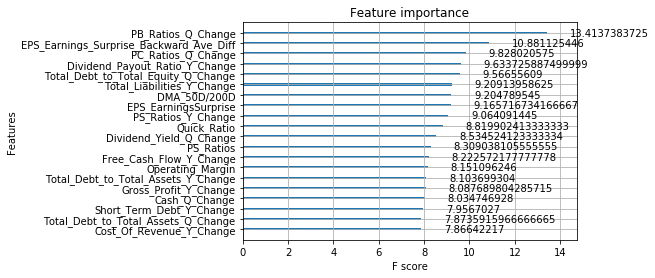 Feature importance
PB_Ratios_Q_Change 13.4137383725
EPS_Earnings_Surprise_Backward_Ave_Diff 10.881125446
PC_Ratios_Q_Change 9.828020575
Dividend_Payout_Ratio_Y_Change 9.633725887499999
Total_Debt_to_Total_Equity_Q_Change 9.56655609
Total_Liabilities_Y_Change 9.20913958625
DMA_50D/200D 9.204789545
EPS_EarningsSurprise 9.165716734166667
PS_Ratios_Y_Change 9.064091445
Quick_Ratio 8.819902413333333
Dividend_Yield_Q_Change 8.534524123333334
PS_Ratios 8.309038105555555
Free_Cash_Flow_Y_Change 8.222572177777778
Operating_Margin 8.151096246
Total_Debt_to_Total_Assets_Y_Change 8.103699304
Gross_Profit_Y_Change 8.087689804285715
Cash_Q_Change 8.034746928
Short_Term_Debt_Y_Change 7.9567027
Total_Debt_to_Total_Assets_Q_Change 7.8735915966666665
Cost_Of_Revenue_Y_Change 7.86642217
Features
0 2 4 6 8 10 12 14
F score